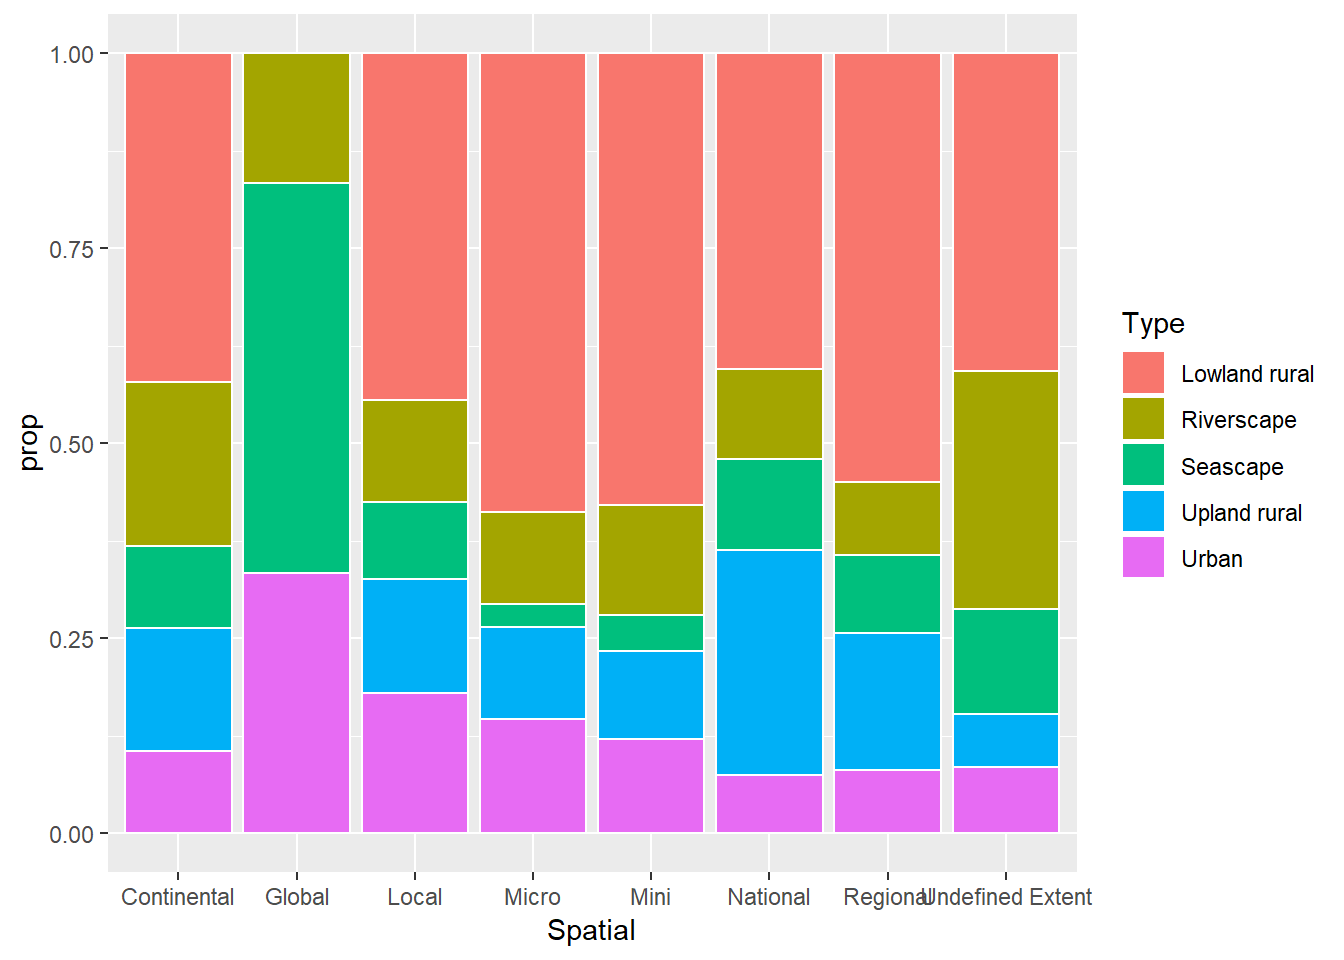 1.00
0.75
0.50
0.25
0.00
prop
Continental Global Local Micro Mini National Regional Undefined Extent
Spatial
Type
Lowland rural
Riverscape
Seascape
Upland rural
Urban